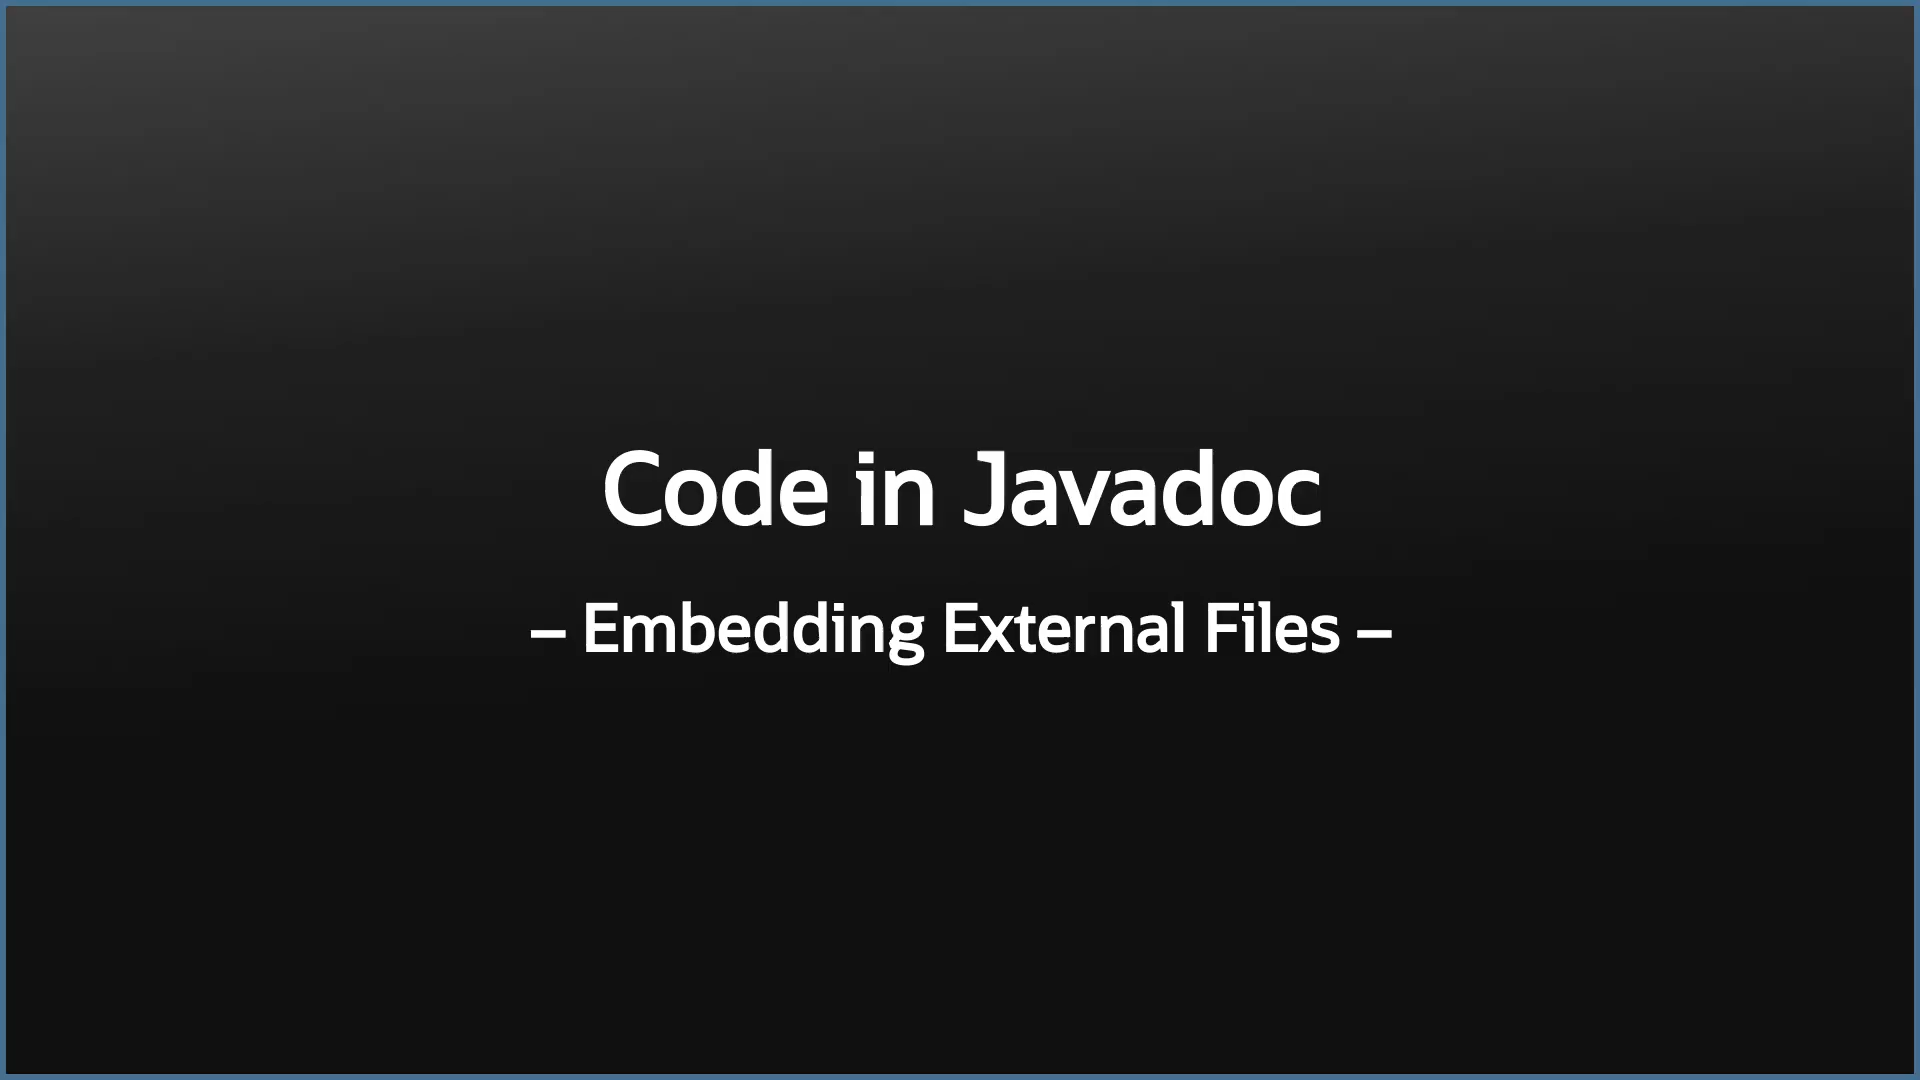 Code in Javadoc
– Embedding External Files –